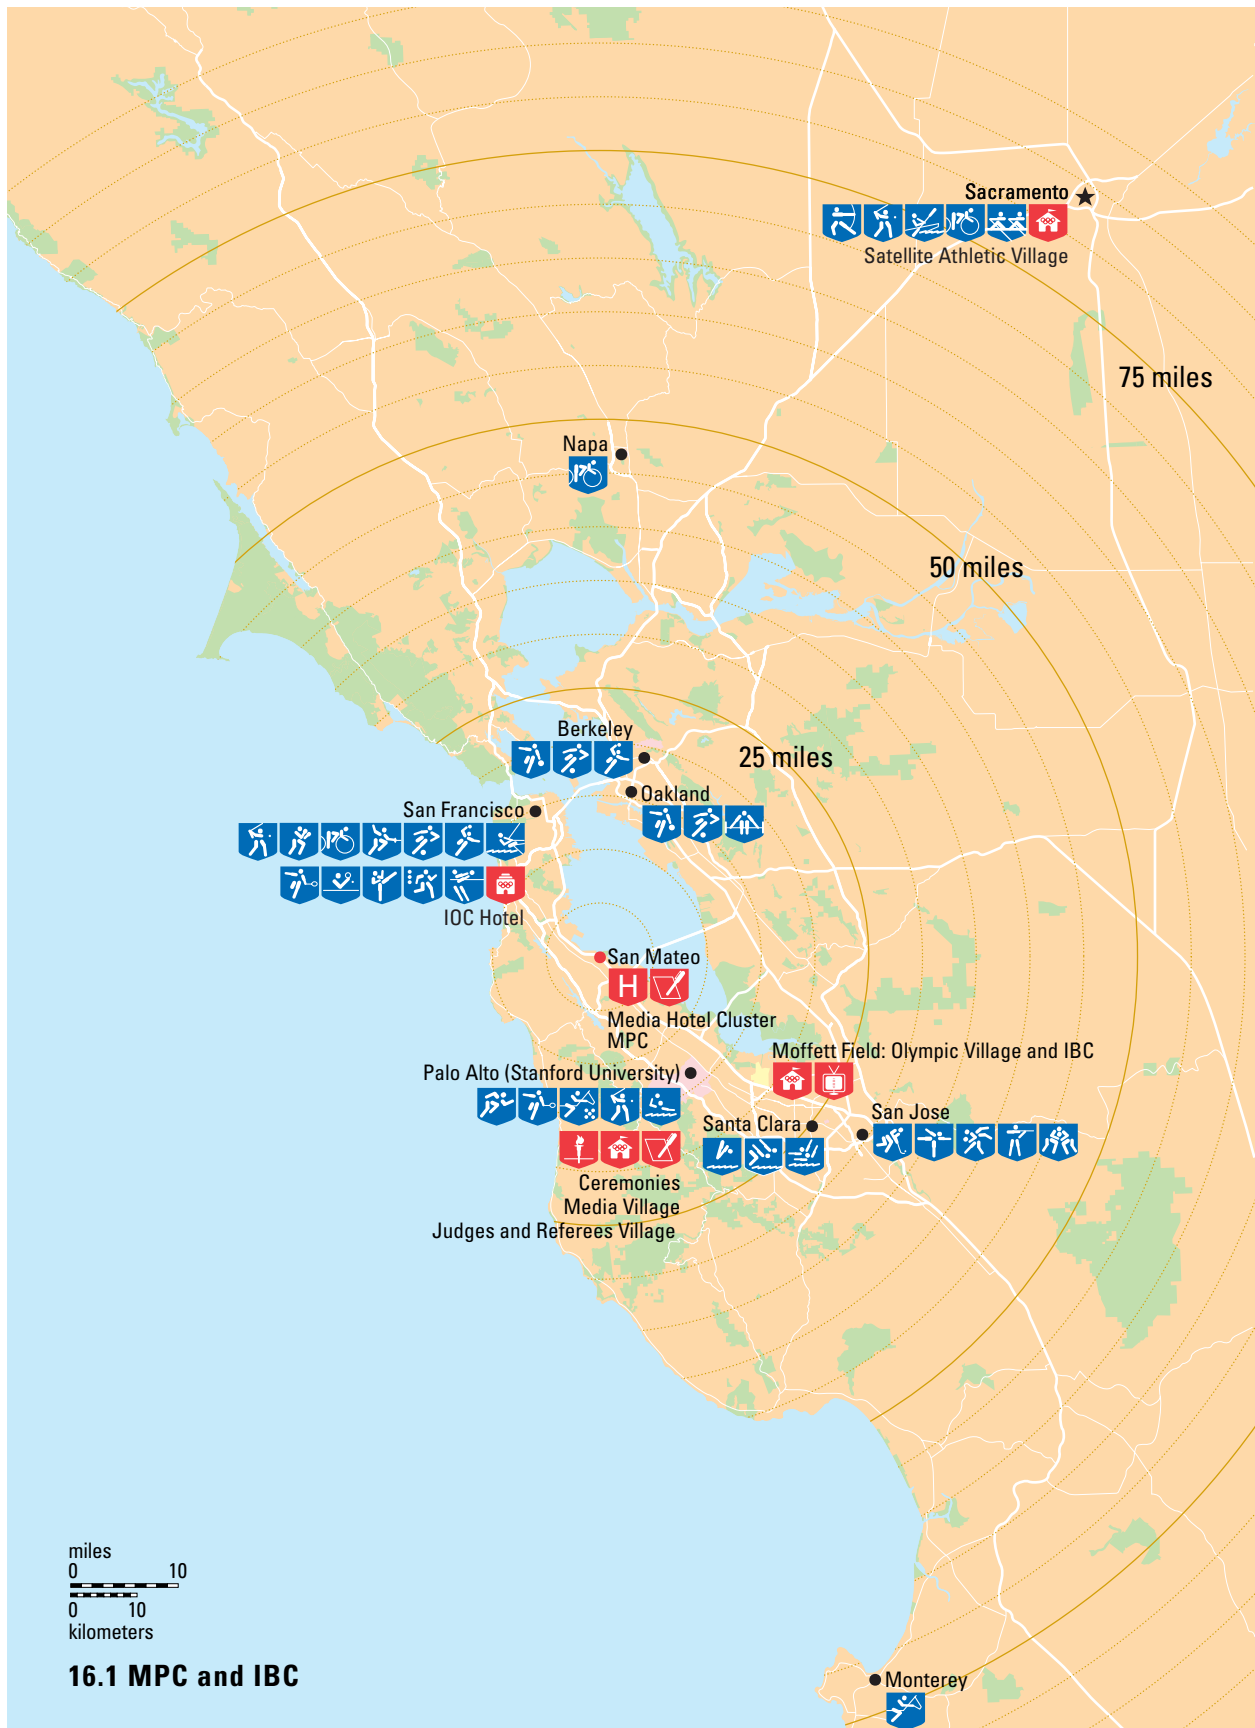 Sacramento
Satellite Athletic Village
75 miles
Napa
50 miles
Berkeley
25 miles
Oakland
San Francisco
IOC Hotel
San Mateo
H
Media Hotel Cluster
MPC
Moffett Field: Olympic Village and IBC
Palo Alto (Stanford University)
San Jose
Santa Clara
Ceremonies
Media Village
Judges and Referees Village
miles
0 10
0 10
kilometers
16.1 MPC and IBC
Monterey